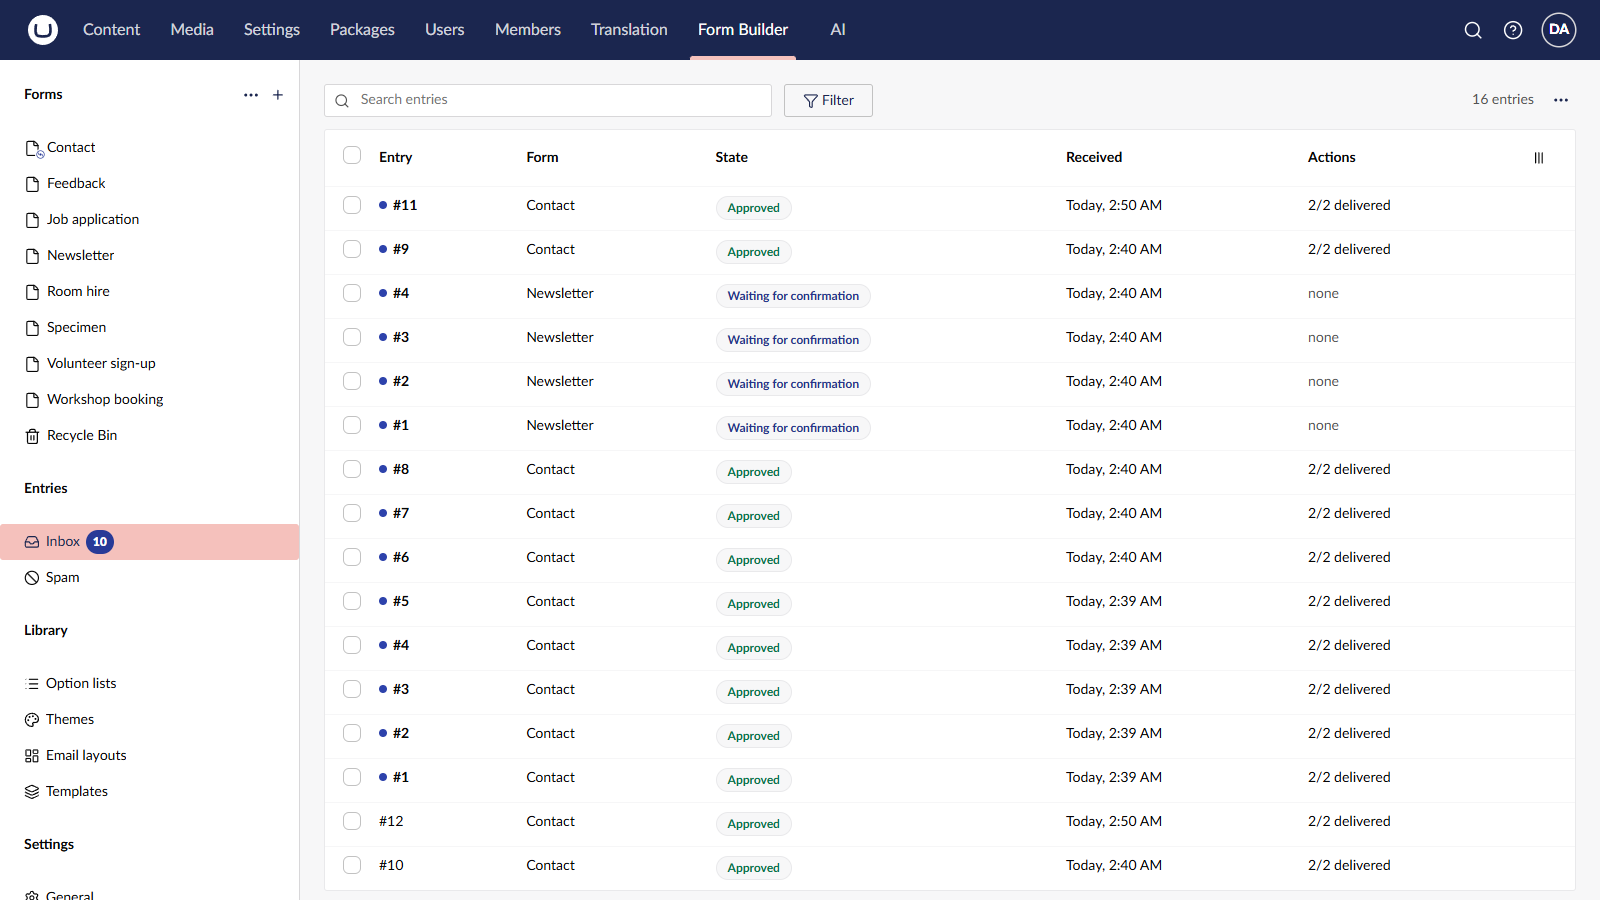 Content Media Settings Packages Users Members Translation Form Builder AI DA
Forms
Contact
Feedback
Job application
Newsletter
Room hire
Specimen
Volunteer sign-up
Workshop booking
Recycle Bin
Entries
Inbox 10
Spam
Library
Option lists
Themes
Email layouts
Templates
Settings
General
Search entries Filter 16 entries
Entry Form State Received Actions
#11 Contact Approved Today, 2:50 AM 2/2 delivered
#9 Contact Approved Today, 2:40 AM 2/2 delivered
#4 Newsletter Waiting for confirmation Today, 2:40 AM none
#3 Newsletter Waiting for confirmation Today, 2:40 AM none
#2 Newsletter Waiting for confirmation Today, 2:40 AM none
#1 Newsletter Waiting for confirmation Today, 2:40 AM none
#8 Contact Approved Today, 2:40 AM 2/2 delivered
#7 Contact Approved Today, 2:40 AM 2/2 delivered
#6 Contact Approved Today, 2:40 AM 2/2 delivered
#5 Contact Approved Today, 2:39 AM 2/2 delivered
#4 Contact Approved Today, 2:39 AM 2/2 delivered
#3 Contact Approved Today, 2:39 AM 2/2 delivered
#2 Contact Approved Today, 2:39 AM 2/2 delivered
#1 Contact Approved Today, 2:39 AM 2/2 delivered
#12 Contact Approved Today, 2:50 AM 2/2 delivered
#10 Contact Approved Today, 2:40 AM 2/2 delivered